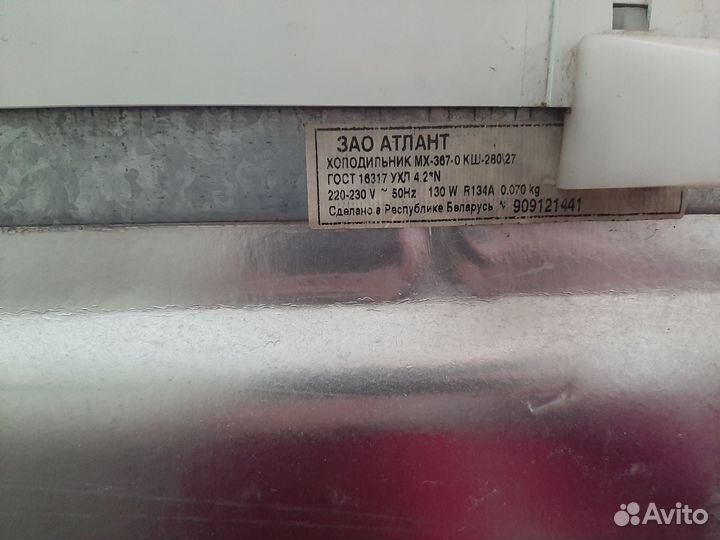 ЗАО АТЛАНТ
ХОЛОДИЛЬНИК МХ-367-0 КШ-280\27
ГОСТ 16317 УХЛ 4.2*N
220-230 V ~ 50Hz 130 W R134A 0.070 kg
Сделано в Республике Беларусь № 909121441
Avito